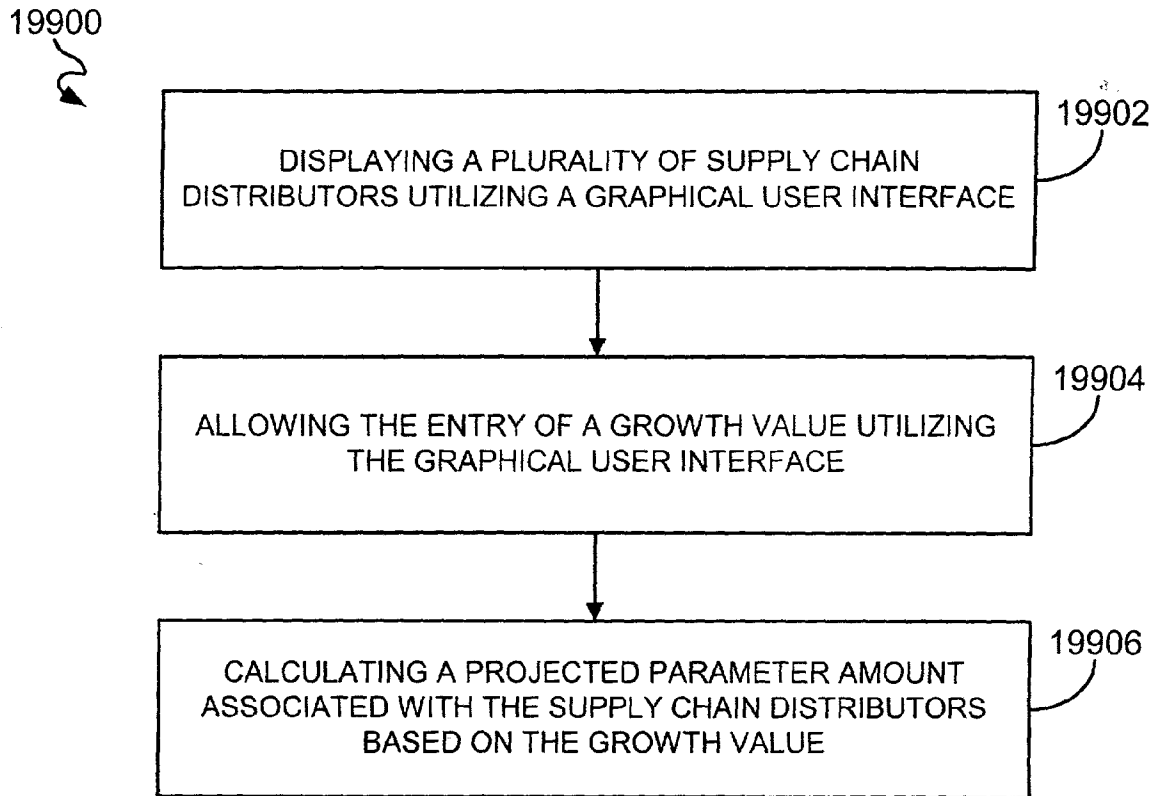 19900
19902
DISPLAYING A PLURALITY OF SUPPLY CHAIN
DISTRIBUTORS UTILIZING A GRAPHICAL USER INTERFACE
19904
ALLOWING THE ENTRY OF A GROWTH VALUE UTILIZING
THE GRAPHICAL USER INTERFACE
19906
CALCULATING A PROJECTED PARAMETER AMOUNT
ASSOCIATED WITH THE SUPPLY CHAIN DISTRIBUTORS
BASED ON THE GROWTH VALUE